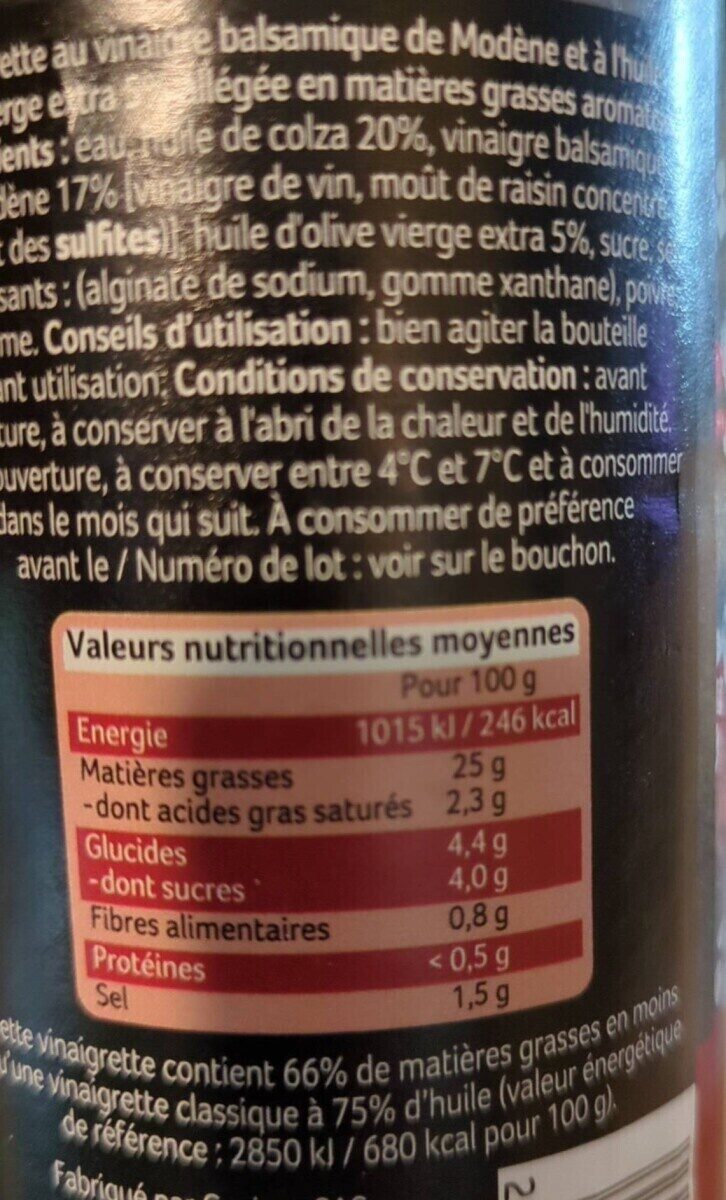 ette au vinaigre balsamique de Modène et à l'huile
erge extra llégée en matières grasses
ents : eau, huile de colza 20%, vinaigre balsamique
dène 17% [vinaigre de vin, moût de raisin concentré
t des sulfites)], huile d'olive vierge extra 5%, sucre,
sants : (alginate de sodium, gomme xanthane), poivre
me. Conseils d'utilisation : bien agiter la bouteille
ant utilisation. Conditions de conservation : avant
ture, à conserver à l'abri de la chaleur et de l'humidité.
ouverture, à conserver entre 4°C et 7°C et à consommer
dans le mois qui suit. À consommer de préférence
avant le / Numéro de lot : voir sur le bouchon.
Valeurs nutritionnelles moyennes
Pour 100 g
Energie 1015 kJ / 246 kcal
Matières grasses 25 g
-dont acides gras saturés 2,3 g
Glucides 4,4 g
-dont sucres 4,0 g
Fibres alimentaires 0,8 g
Protéines < 0,5 g
Sel 1,5 g
ette vinaigrette contient 66% de matières grasses en moins
u'une vinaigrette classique à 75% d'huile (valeur énergétique
de référence : 2850 kJ / 680 kcal pour 100 g).
Fabriqué
2